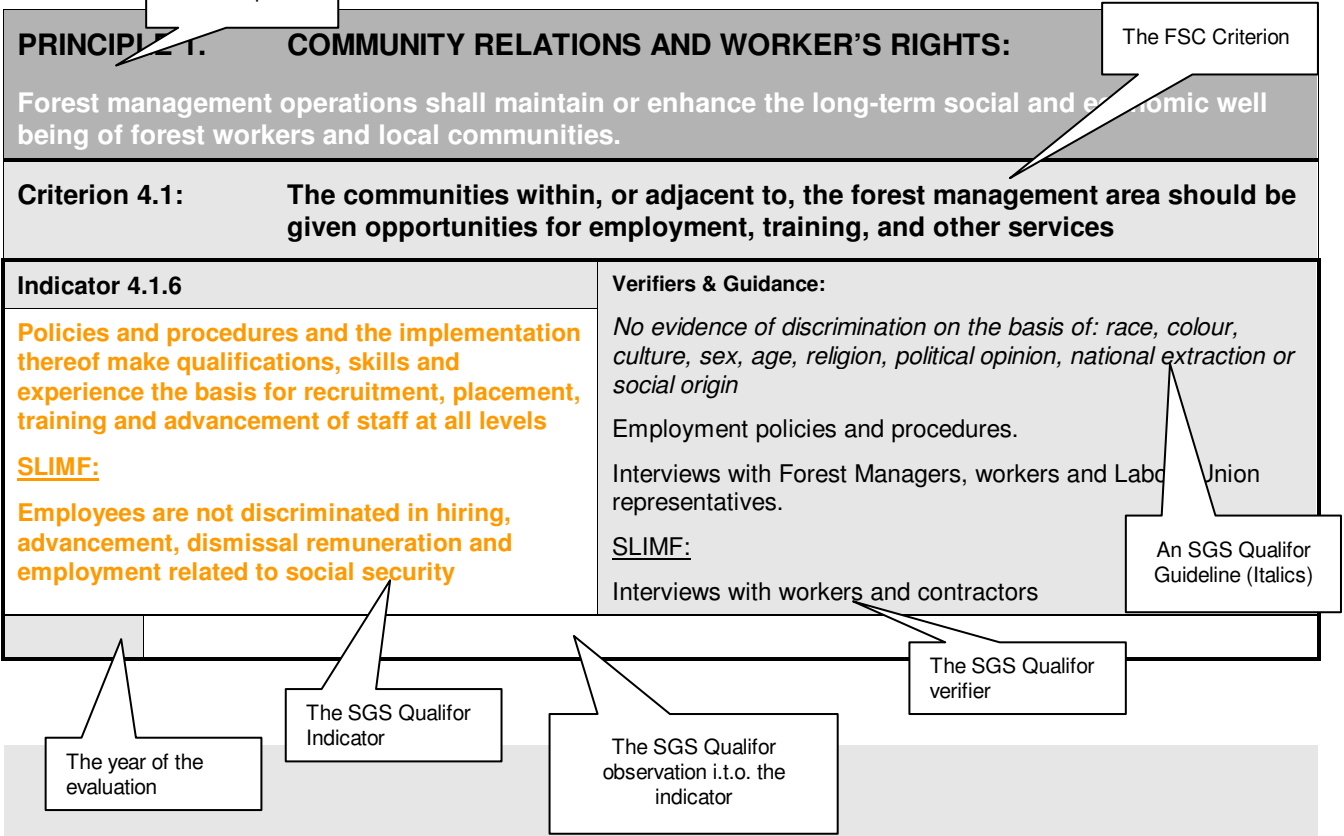 PRINCIPLE 1. COMMUNITY RELATIONS AND WORKER'S RIGHTS:
The FSC Criterion
Forest management operations shall maintain or enhance the long-term social and economic well
being of forest workers and local communities.
Criterion 4.1: The communities within, or adjacent to, the forest management area should be
given opportunities for employment, training, and other services
Indicator 4.1.6
Policies and procedures and the implementation
thereof make qualifications, skills and
experience the basis for recruitment, placement,
training and advancement of staff at all levels
SLIMF:
Employees are not discriminated in hiring,
advancement, dismissal remuneration and
employment related to social security
Verifiers & Guidance:
No evidence of discrimination on the basis of: race, colour,
culture, sex, age, religion, political opinion, national extraction or
social origin
Employment policies and procedures.
Interviews with Forest Managers, workers and Labour Union
representatives.
SLIMF:
Interviews with workers and contractors
An SGS Qualifor
Guideline (Italics)
The SGS Qualifor
verifier
The SGS Qualifor
Indicator
The SGS Qualifor
observation i.t.o. the
indicator
The year of the
evaluation